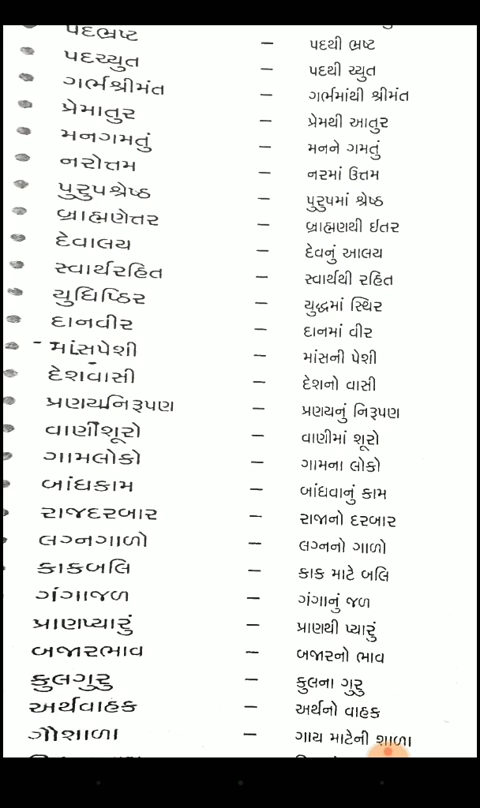 પદભ્રષ્ટ – પદથી ભ્રષ્ટ
પદચ્યુત – પદથી ચ્યુત
ગર્ભશ્રીમંત – ગર્ભમાંથી શ્રીમંત
પ્રેમાતુર – પ્રેમથી આતુર
મનગમતું – મનને ગમતું
નરોત્તમ – નરમાં ઉત્તમ
પુરુષશ્રેષ્ઠ – પુરુષમાં શ્રેષ્ઠ
બ્રાહ્મણેત્તર – બ્રાહ્મણથી ઈતર
દેવાલય – દેવનું આલય
સ્વાર્થરહિત – સ્વાર્થથી રહિત
યુધિષ્ઠિર – યુદ્ધમાં સ્થિર
દાનવીર – દાનમાં વીર
માંસપેશી – માંસની પેશી
દેશવાસી – દેશનો વાસી
પ્રણયનિરૂપણ – પ્રણયનું નિરૂપણ
વાણીશૂરો – વાણીમાં શૂરો
ગામલોકો – ગામના લોકો
બાંધકામ – બાંધવાનું કામ
રાજદરબાર – રાજાનો દરબાર
લગ્નગાળો – લગ્નનો ગાળો
કાકબલિ – કાક માટે બલિ
ગંગાજળ – ગંગાનું જળ
પ્રાણપ્યારું – પ્રાણથી પ્યારું
બજારભાવ – બજારનો ભાવ
કુલગુરુ – કુલના ગુરુ
અર્થવાહક – અર્થનો વાહક
ગૌશાળા – ગાય માટેની શાળા